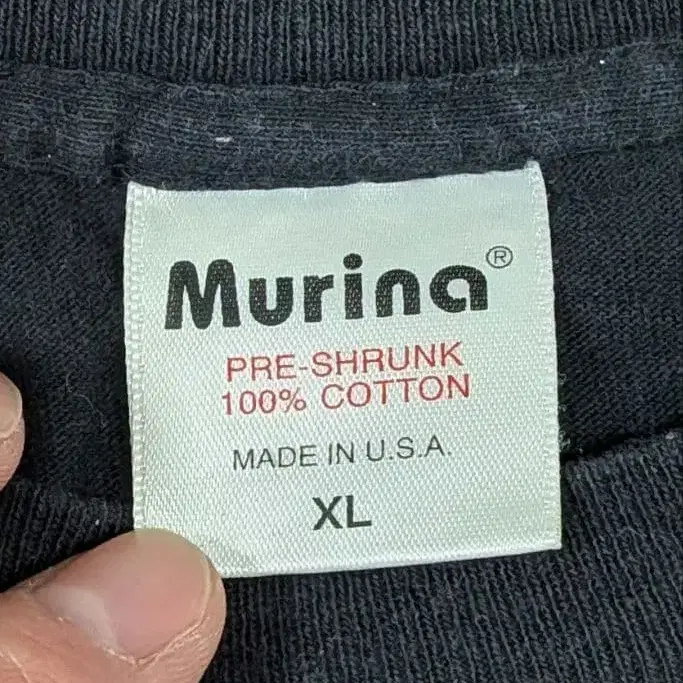 Murina®
PRE-SHRUNK
100% COTTON
MADE IN U.S.A.
XL